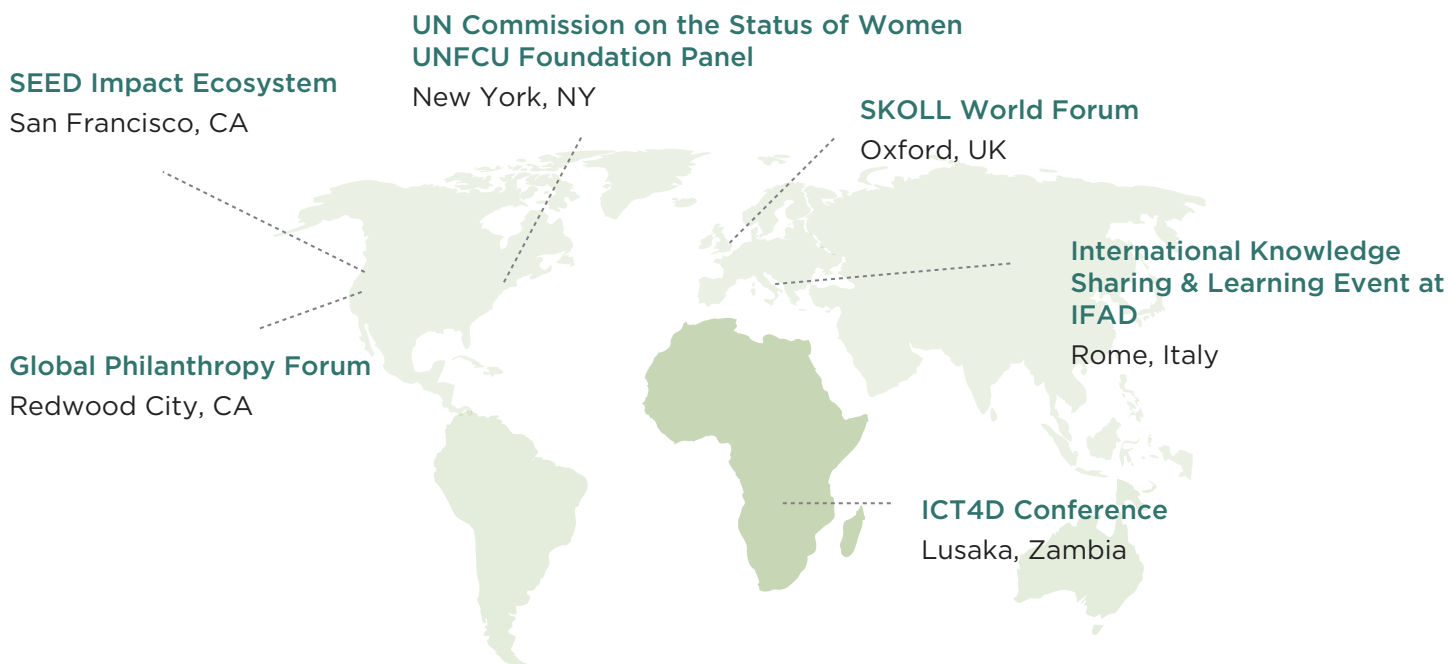 UN Commission on the Status of Women
UNFCU Foundation Panel
New York, NY
SEED Impact Ecosystem
San Francisco, CA
SKOLL World Forum
Oxford, UK
International Knowledge
Sharing & Learning Event at
IFAD
Rome, Italy
Global Philanthropy Forum
Redwood City, CA
ICT4D Conference
Lusaka, Zambia